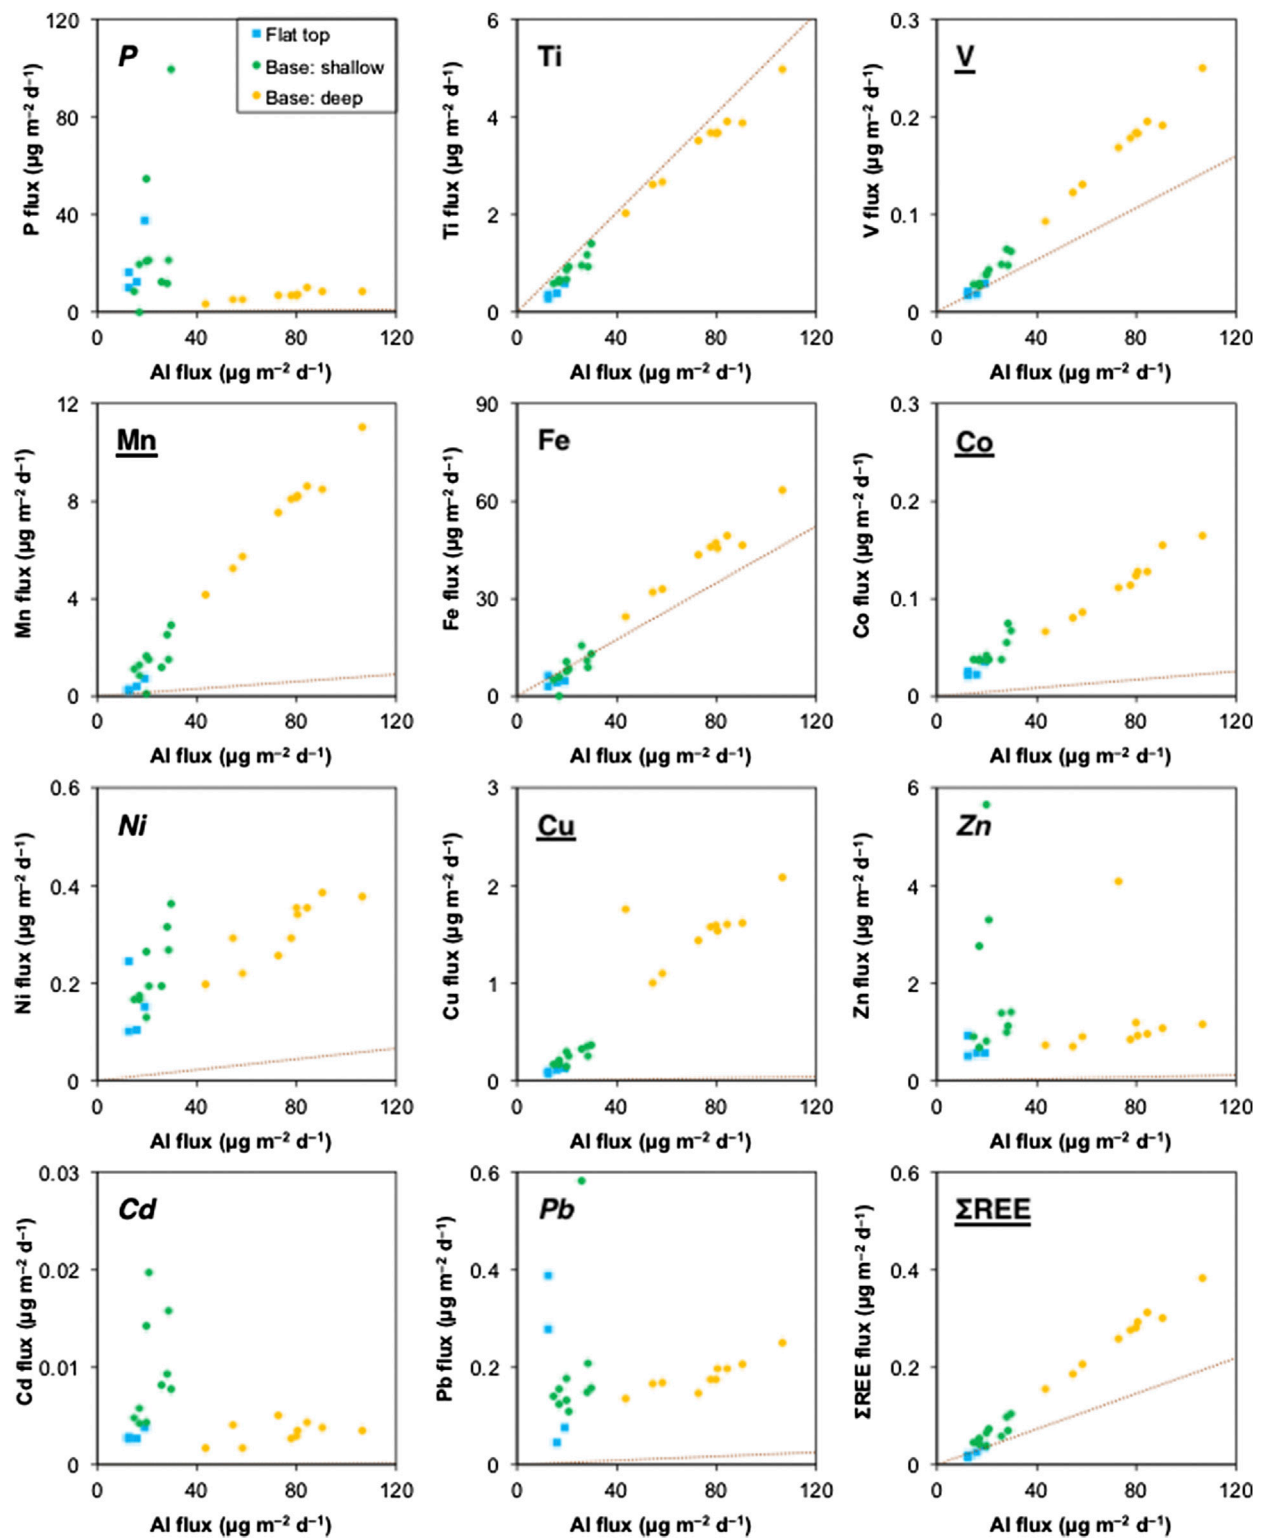 P
Flat top
Base: shallow
Base: deep
P flux (µg m⁻² d⁻¹)
120
80
40
0
0 40 80 120
Al flux (µg m⁻² d⁻¹)
Ti
Ti flux (µg m⁻² d⁻¹)
6
4
2
0
0 40 80 120
Al flux (µg m⁻² d⁻¹)
V
V flux (µg m⁻² d⁻¹)
0.3
0.2
0.1
0
0 40 80 120
Al flux (µg m⁻² d⁻¹)
Mn
Mn flux (µg m⁻² d⁻¹)
12
8
4
0
0 40 80 120
Al flux (µg m⁻² d⁻¹)
Fe
Fe flux (µg m⁻² d⁻¹)
90
60
30
0
0 40 80 120
Al flux (µg m⁻² d⁻¹)
Co
Co flux (µg m⁻² d⁻¹)
0.3
0.2
0.1
0
0 40 80 120
Al flux (µg m⁻² d⁻¹)
Ni
Ni flux (µg m⁻² d⁻¹)
0.6
0.4
0.2
0
0 40 80 120
Al flux (µg m⁻² d⁻¹)
Cu
Cu flux (µg m⁻² d⁻¹)
3
2
1
0
0 40 80 120
Al flux (µg m⁻² d⁻¹)
Zn
Zn flux (µg m⁻² d⁻¹)
6
4
2
0
0 40 80 120
Al flux (µg m⁻² d⁻¹)
Cd
Cd flux (µg m⁻² d⁻¹)
0.03
0.02
0.01
0
0 40 80 120
Al flux (µg m⁻² d⁻¹)
Pb
Pb flux (µg m⁻² d⁻¹)
0.6
0.4
0.2
0
0 40 80 120
Al flux (µg m⁻² d⁻¹)
ΣREE
ΣREE flux (µg m⁻² d⁻¹)
0.6
0.4
0.2
0
0 40 80 120
Al flux (µg m⁻² d⁻¹)